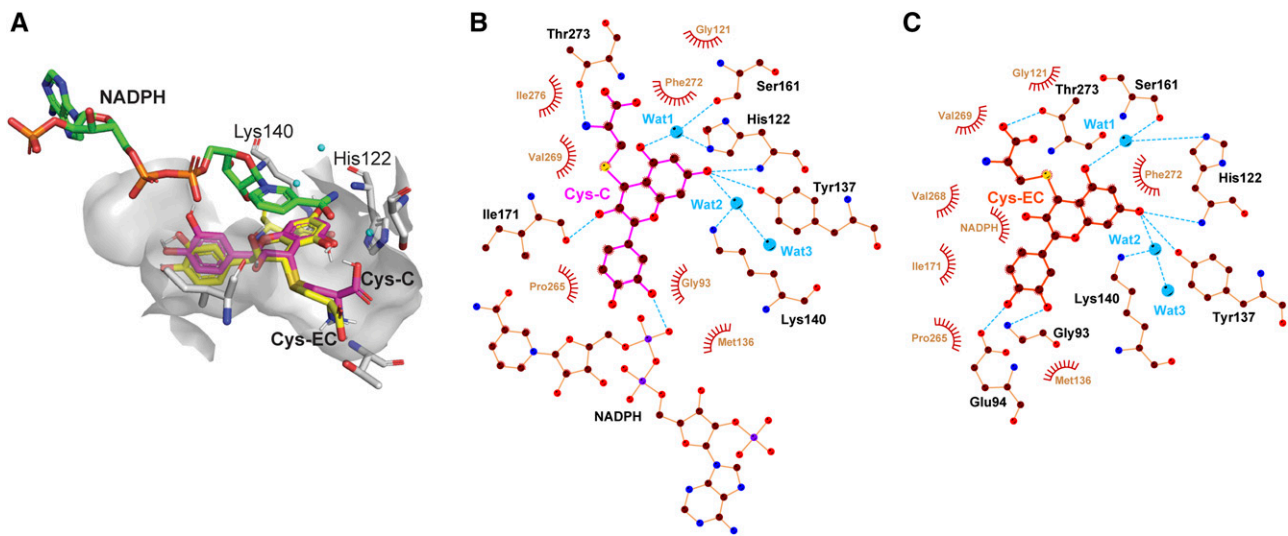 A
NADPH
Lys140
His122
Cys-C
Cys-EC
B
Thr273
Gly121
Ser161
Ile276
Phe272
Wat1
His122
Val269
Cys-C
Tyr137
Wat2
Ile171
Wat3
Pro265
Gly93
Lys140
Met136
NADPH
C
Gly121
Ser161
Thr273
Val269
Wat1
Phe272
His122
Cys-EC
Val268
NADPH
Wat2
Ile171
Lys140
Wat3
Tyr137
Gly93
Pro265
Met136
Glu94